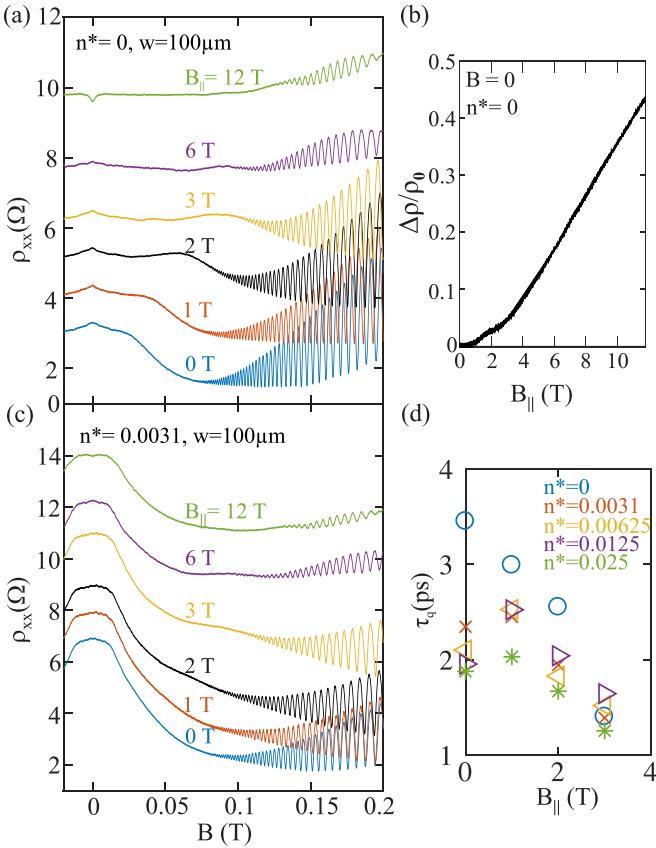 (a)
n*= 0, w=100μm
B||= 12 T
6 T
3 T
2 T
1 T
0 T
ρxx(Ω)
12
10
8
6
4
2
0
(b)
B = 0
n*= 0
Δρ/ρ0
0.5
0.4
0.3
0.2
0.1
0
0 2 4 6 8 10
B|| (T)
(c)
n*= 0.0031, w=100μm
B||= 12 T
6 T
3 T
2 T
1 T
0 T
ρxx(Ω)
14
12
10
8
6
4
2
0 0.05 0.1 0.15 0.2
B (T)
(d)
n*=0
n*=0.0031
n*=0.00625
n*=0.0125
n*=0.025
τq(ps)
4
3
2
1
0 2 4
B|| (T)